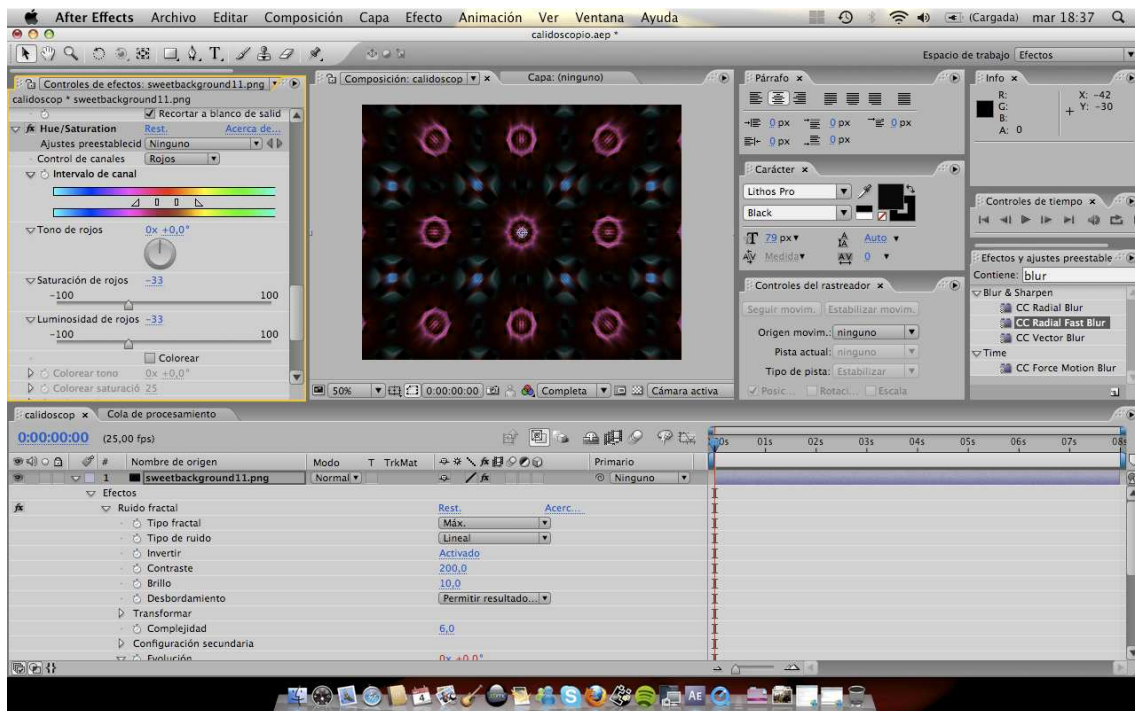 After Effects Archivo Editar Composición Capa Efecto Animación Ver Ventana Ayuda (Cargada) mar 18:37
calidoscopio.aep *
Espacio de trabajo Efectos
Controles de efectos: sweetbackground11.png
calidoscop * sweetbackground11.png
Recortar a blanco de salid
fx Hue/Saturation Rest. Acerca de...
Ajustes preestablecid Ninguno
Control de canales Rojos
Intervalo de canal
Tono de rojos 0x +0,0°
Saturación de rojos -33
-100 100
Luminosidad de rojos -33
-100 100
Colorear
Colorear tono 0x +0,0°
Colorear saturació 25
Composición: calidoscop x Capa: (ninguno)
50% 0:00:00:00 Completa Cámara activa
Párrafo x
0 px 0 px 0 px
0 px 0 px
Carácter x
Lithos Pro
Black
79 px Auto
Medida 0
Controles del rastreador x
Seguir movim. Estabilizar movim.
Origen movim.: ninguno
Pista actual: ninguno
Tipo de pista: Estabilizar
Posic... Rotaci... Escala
Info x
R: X: -42
G: Y: -30
B:
A: 0
Controles de tiempo x
Efectos y ajustes preestable
Contiene: blur
Blur & Sharpen
CC Radial Blur
CC Radial Fast Blur
CC Vector Blur
Time
CC Force Motion Blur
calidoscop x Cola de procesamiento
0:00:00:00 (25,00 fps)
# Nombre de origen Modo T TrkMat Primario
1 sweetbackground11.png Normal Ninguno
Efectos
fx Ruido fractal Rest. Acerc...
Tipo fractal Máx.
Tipo de ruido Lineal
Invertir Activado
Contraste 200,0
Brillo 10,0
Desbordamiento Permitir resultado...
Transformar
Complejidad 6,0
Configuración secundaria
Evolución 0x +0,0°
00s 01s 02s 03s 04s 05s 06s 07s 08s